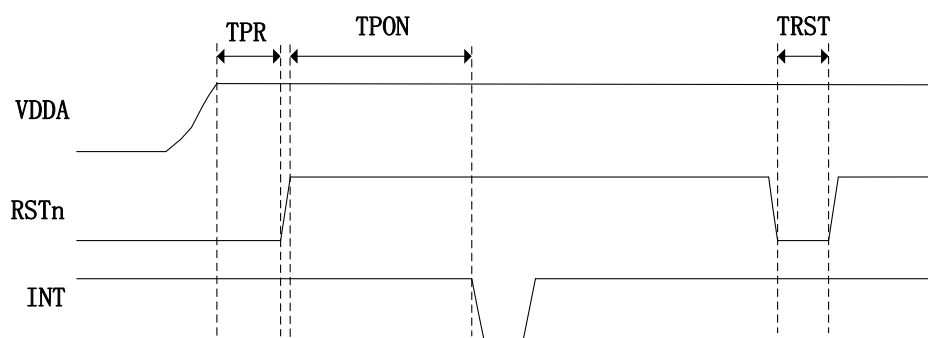 TPR TPON TRST
VDDA
RSTn
INT